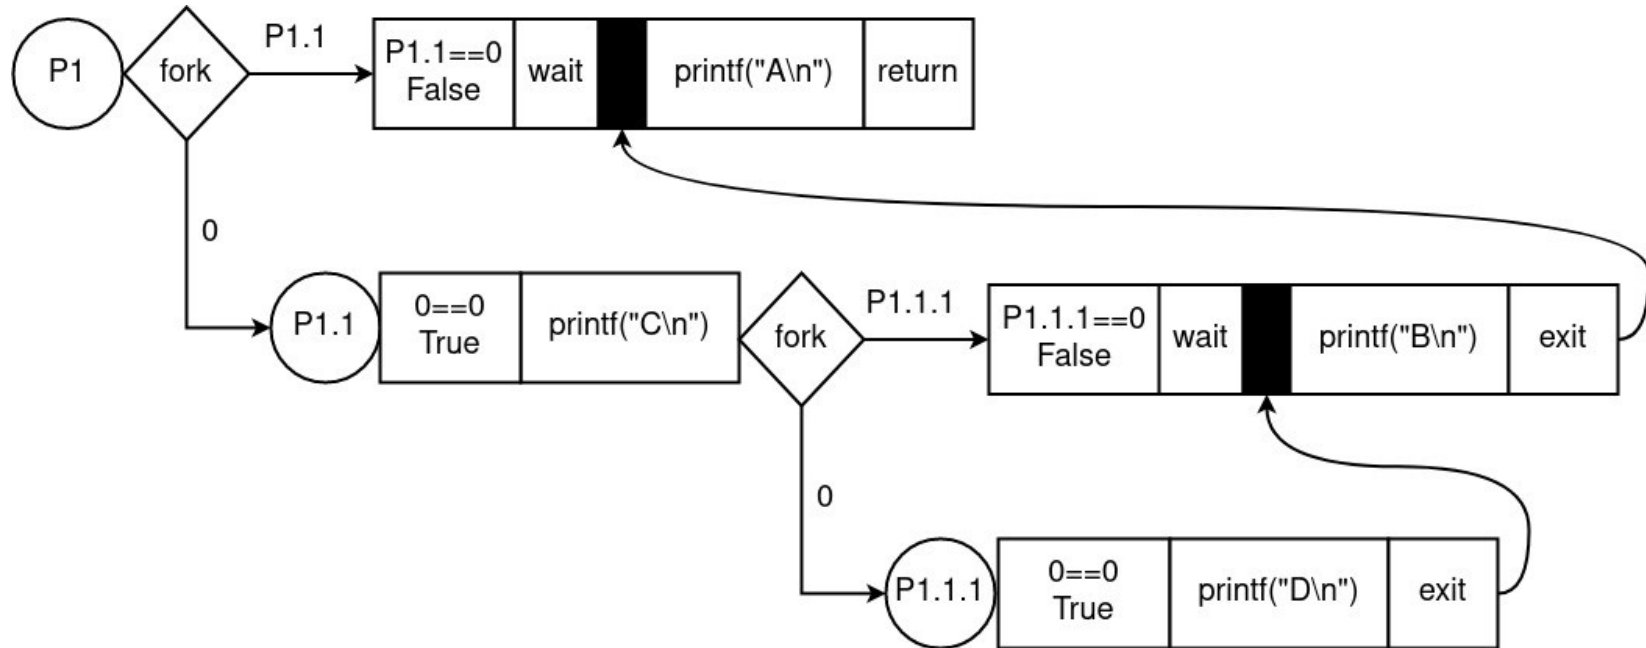 P1
fork
P1.1
P1.1==0
False
wait
printf("A\n")
return
0
P1.1
0==0
True
printf("C\n")
fork
P1.1.1
P1.1.1==0
False
wait
printf("B\n")
exit
0
P1.1.1
0==0
True
printf("D\n")
exit